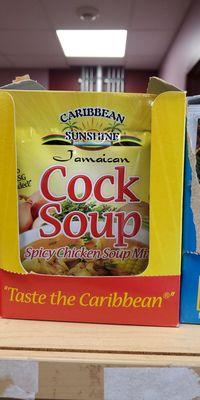 CARIBBEAN
SUNSHINE
Jamaican
Cock
Soup
Spicy Chicken Soup Mi
"Taste the Caribbean®"